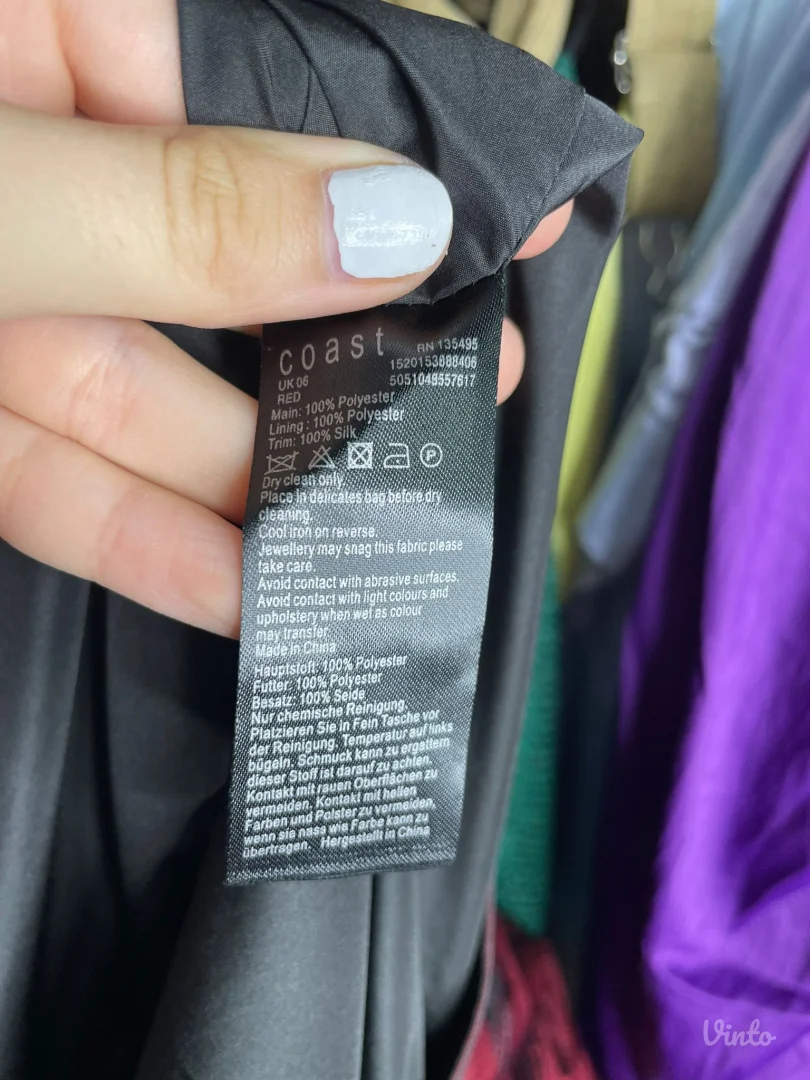 coast
RN 135495
1520153608406
UK 06
5051048557617
RED
Main: 100% Polyester
Lining : 100% Polyester
Trim: 100% Silk
P
Dry clean only.
Place in delicates bag before dry
cleaning.
Cool iron on reverse.
Jewellery may snag this fabric please
take care.
Avoid contact with abrasive surfaces.
Avoid contact with light colours and
upholstery when wet as colour
may transfer
Made in China
Hauptstoft: 100% Polyester
Futter: 100% Polyester
Besatz: 100% Seide
Nur chemische Reinigung.
Platzieren Sie in Fein Tasche vor
der Reinigung. Temperatur auf links
bügeln. Schmuck kann zu ergattern
dieser Stoff ist darauf zu achten.
Kontakt mit rauen Oberflächen zu
vermeiden. Kontakt mit hellen
Farben und Polster zu vermeiden,
wenn sie nass wie Farbe kann zu
übertragen. Hergestellt in China
Vinto